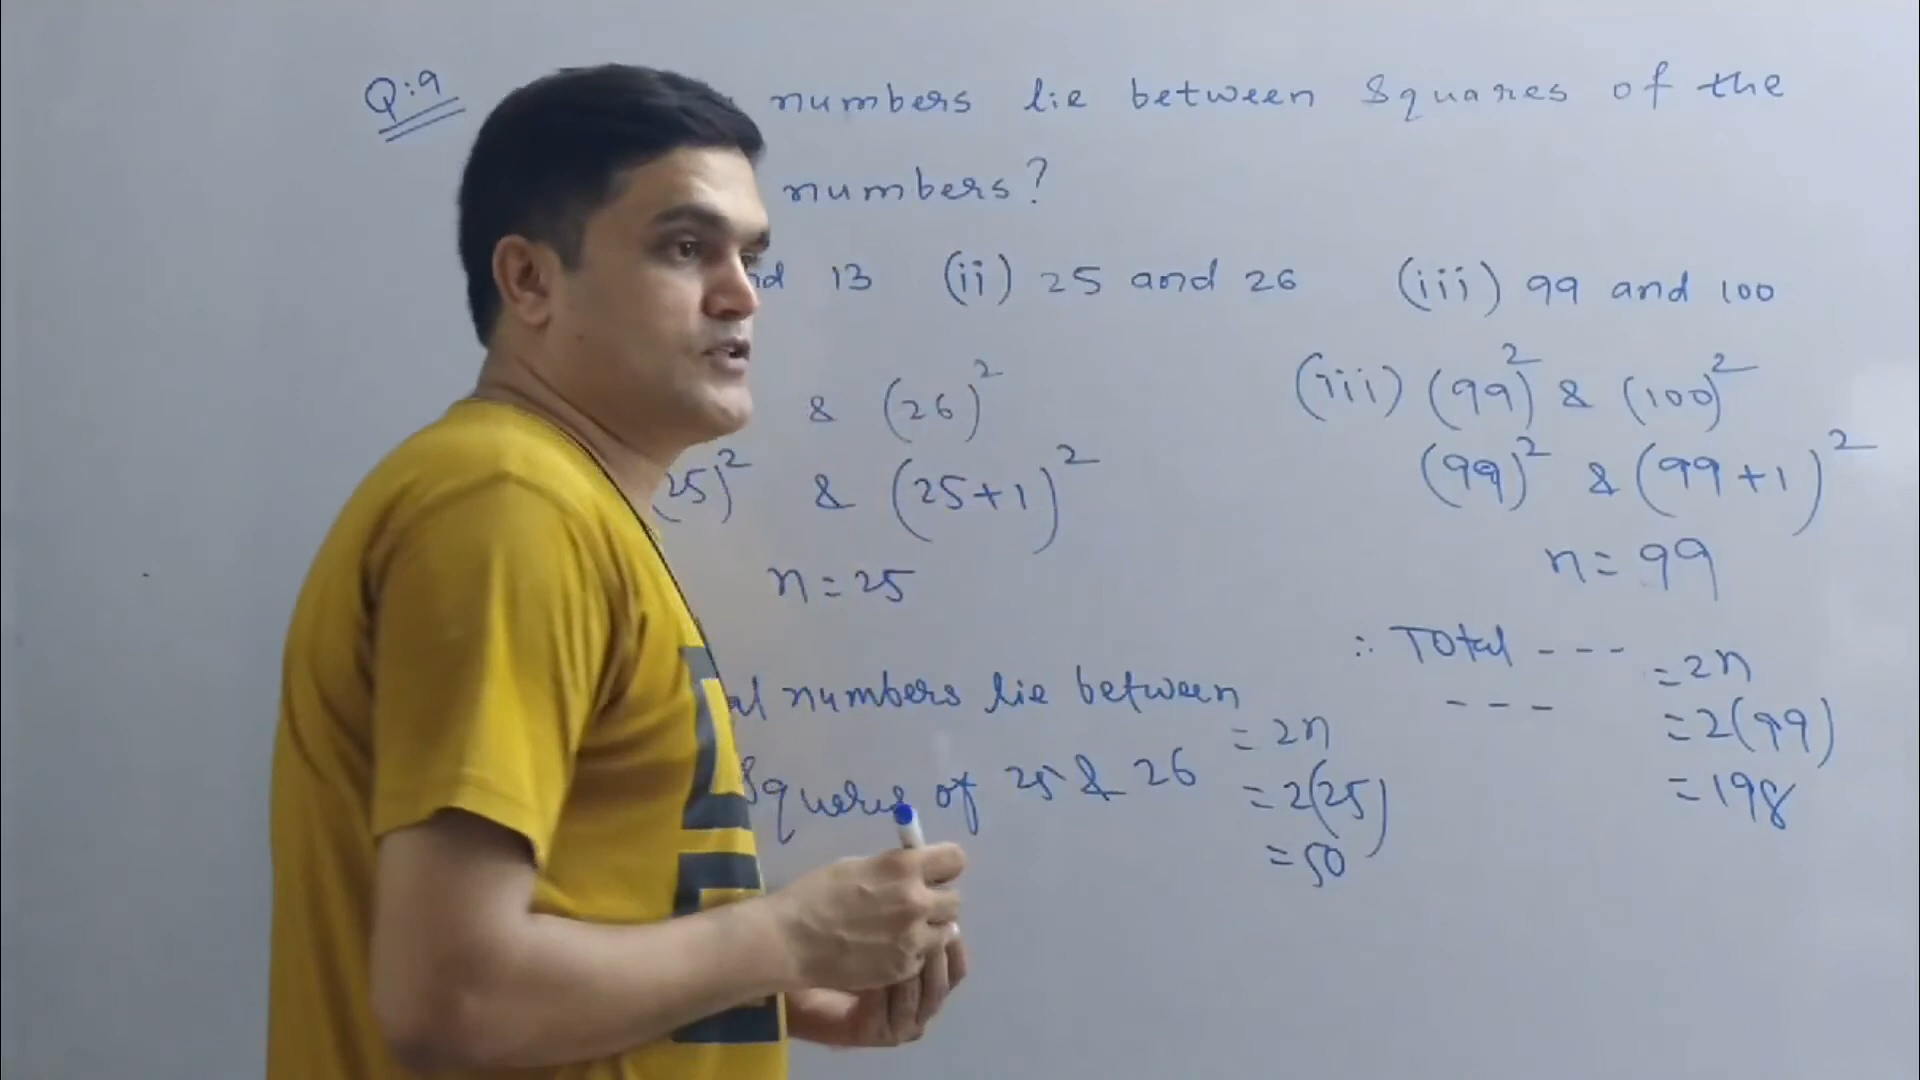 Q:9 numbers lie between squares of the
numbers?
13 (ii) 25 and 26 (iii) 99 and 100
& (26)²
25)² & (25+1)²
n=25
numbers lie between
squares of 25 & 26
=2n
=2(25)
=50
(iii) (99)² & (100)²
(99)² & (99+1)²
n=99
∴ Total ---
---
=2n
=2(99)
=198